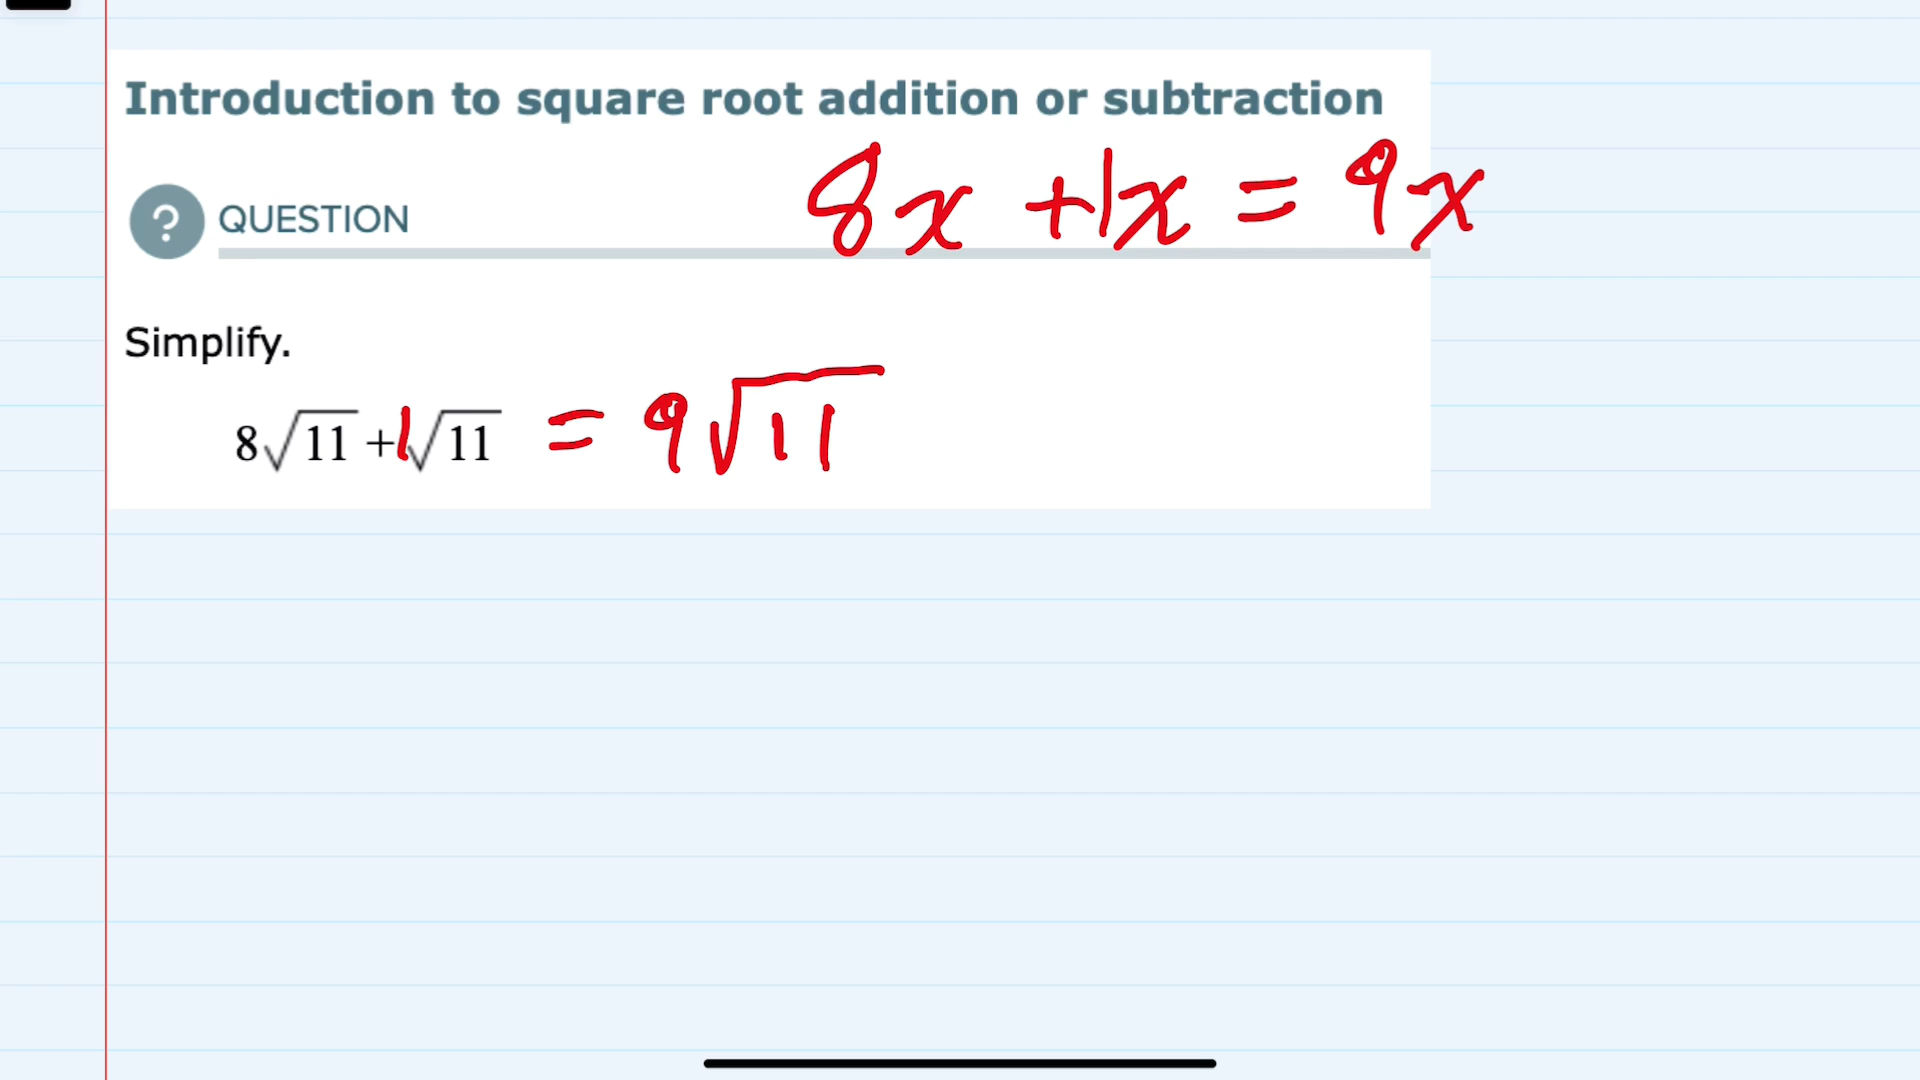 Introduction to square root addition or subtraction
8x +1x = 9x
? QUESTION
Simplify.
8√11 +1√11 = 9√11